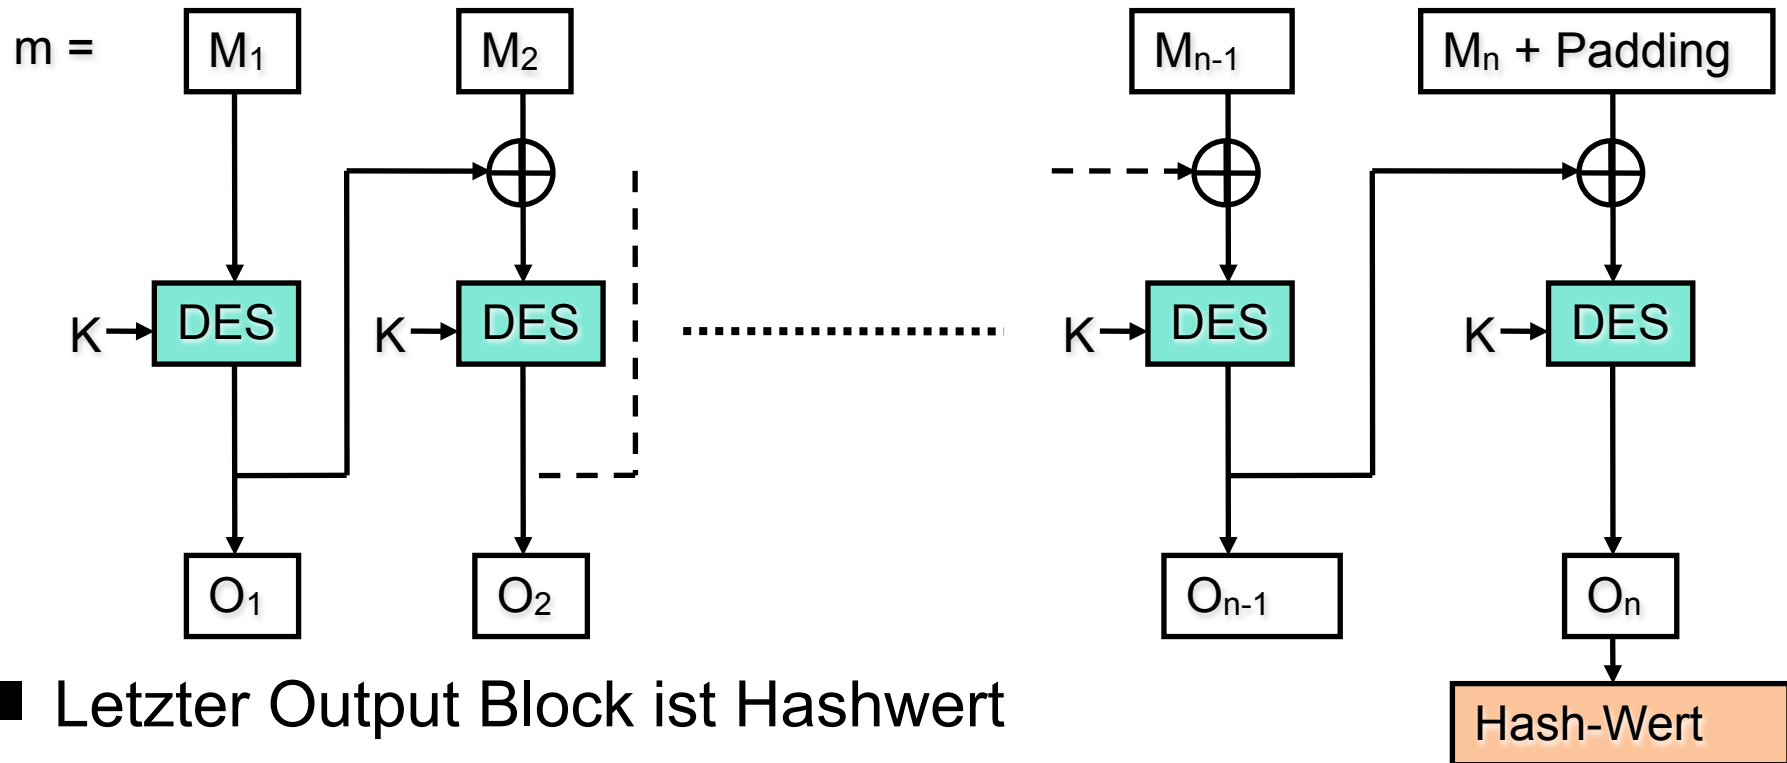 m = M₁ M₂ Mₙ₋₁ Mₙ + Padding
K DES K DES K DES K DES
O₁ O₂ Oₙ₋₁ Oₙ
Letzter Output Block ist Hashwert
Hash-Wert